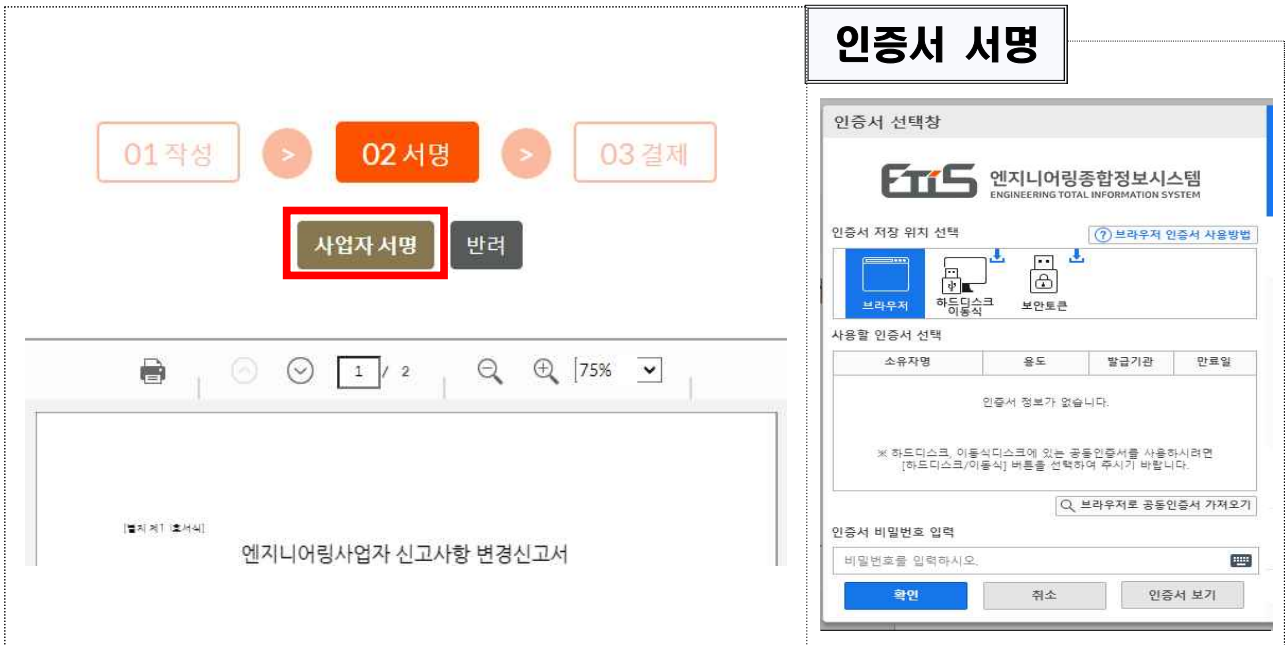 인증서 서명
01 작성
>
02 서명
>
03 결제
사업자 서명
반려
1 / 2
75%
[별지 제1호서식]
엔지니어링사업자 신고사항 변경신고서
인증서 선택창
ETIS 엔지니어링종합정보시스템
ENGINEERING TOTAL INFORMATION SYSTEM
인증서 저장 위치 선택
? 브라우저 인증서 사용방법
브라우저
하드디스크
이동식
보안토큰
사용할 인증서 선택
소유자명 용도 발급기관 만료일
인증서 정보가 없습니다.
※ 하드디스크, 이동식디스크에 있는 공동인증서를 사용하시려면
[하드디스크/이동식] 버튼을 선택하여 주시기 바랍니다.
브라우저로 공동인증서 가져오기
인증서 비밀번호 입력
비밀번호를 입력하시오.
확인
취소
인증서 보기